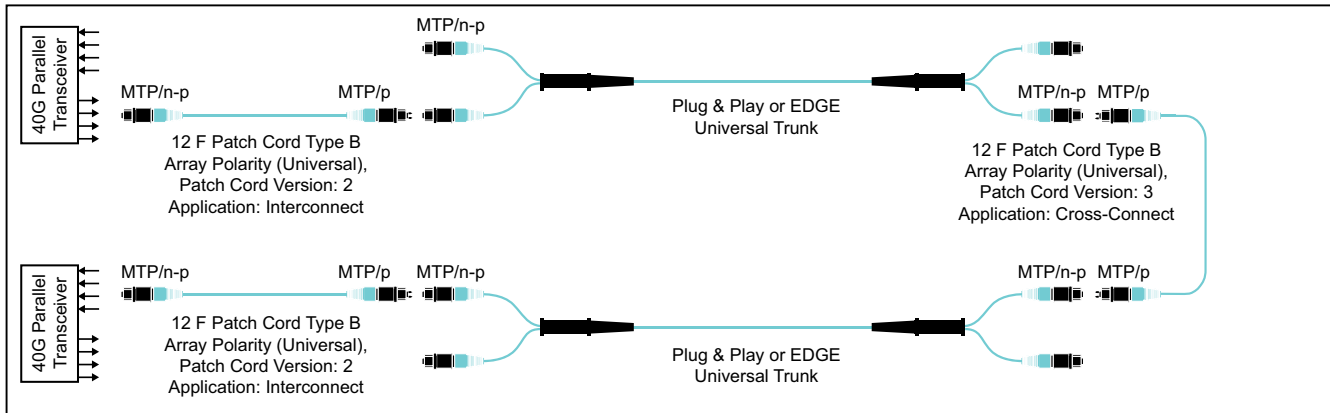 MTP/n-p
40G Parallel
Transceiver
MTP/n-p
MTP/p
12 F Patch Cord Type B
Array Polarity (Universal),
Patch Cord Version: 2
Application: Interconnect
Plug & Play or EDGE
Universal Trunk
MTP/n-p
MTP/p
12 F Patch Cord Type B
Array Polarity (Universal),
Patch Cord Version: 3
Application: Cross-Connect
40G Parallel
Transceiver
MTP/n-p
MTP/p
MTP/n-p
12 F Patch Cord Type B
Array Polarity (Universal),
Patch Cord Version: 2
Application: Interconnect
Plug & Play or EDGE
Universal Trunk
MTP/n-p
MTP/p